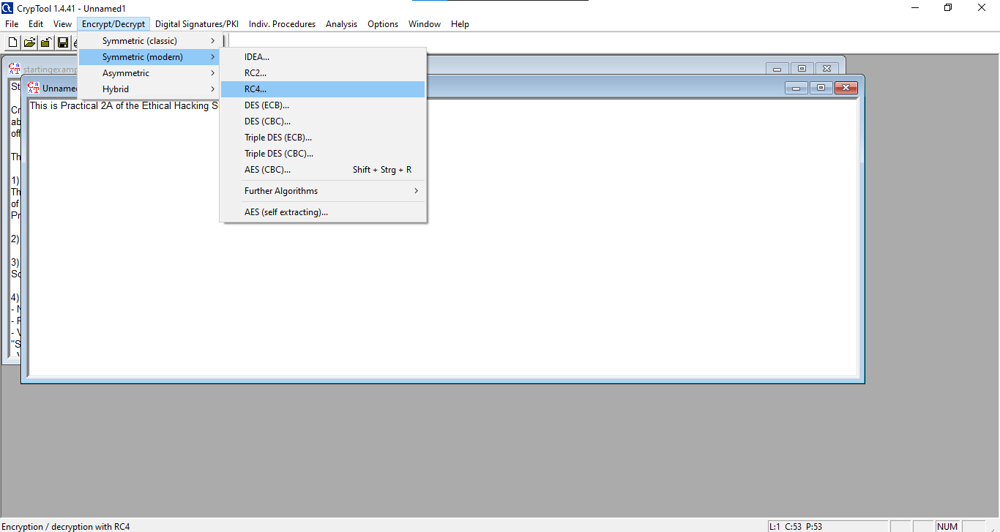 CrypTool 1.4.41 - Unnamed1
File Edit View Encrypt/Decrypt Digital Signatures/PKI Indiv. Procedures Analysis Options Window Help
Symmetric (classic)
Symmetric (modern)
Asymmetric
Hybrid
IDEA...
RC2...
RC4...
DES (ECB)...
DES (CBC)...
Triple DES (ECB)...
Triple DES (CBC)...
AES (CBC)... Shift + Strg + R
Further Algorithms
AES (self extracting)...
startingexamp
St
Cr
ab
off
Th
1)
Th
of
Pr
2)
3)
Sc
4)
Unnamed
This is Practical 2A of the Ethical Hacking S
Encryption / decryption with RC4
L:1 C:53 P:53
NUM